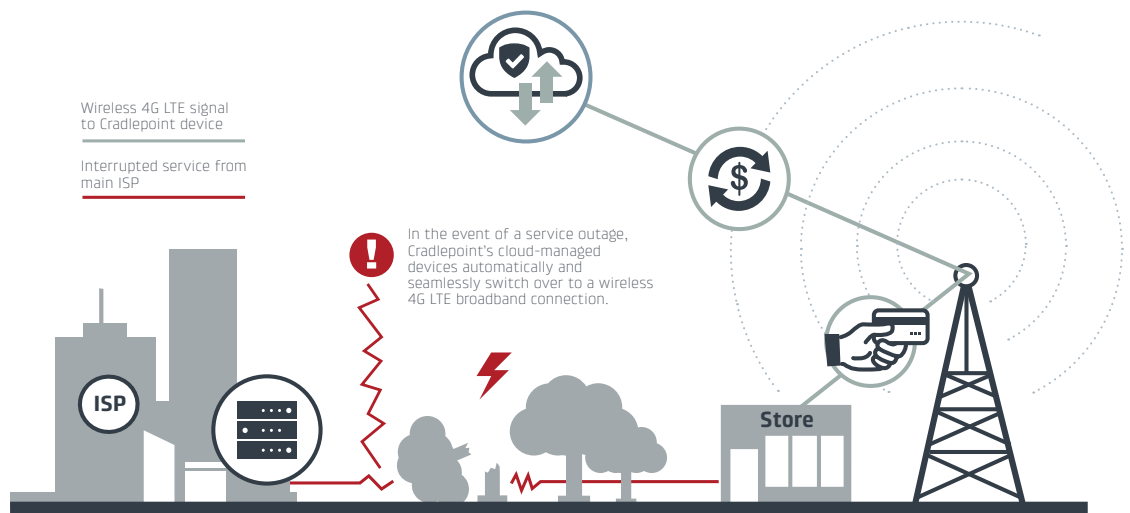 Wireless 4G LTE signal
to Cradlepoint device
Interrupted service from
main ISP
!
In the event of a service outage,
Cradlepoint's cloud-managed
devices automatically and
seamlessly switch over to a wireless
4G LTE broadband connection.
$
ISP
Store